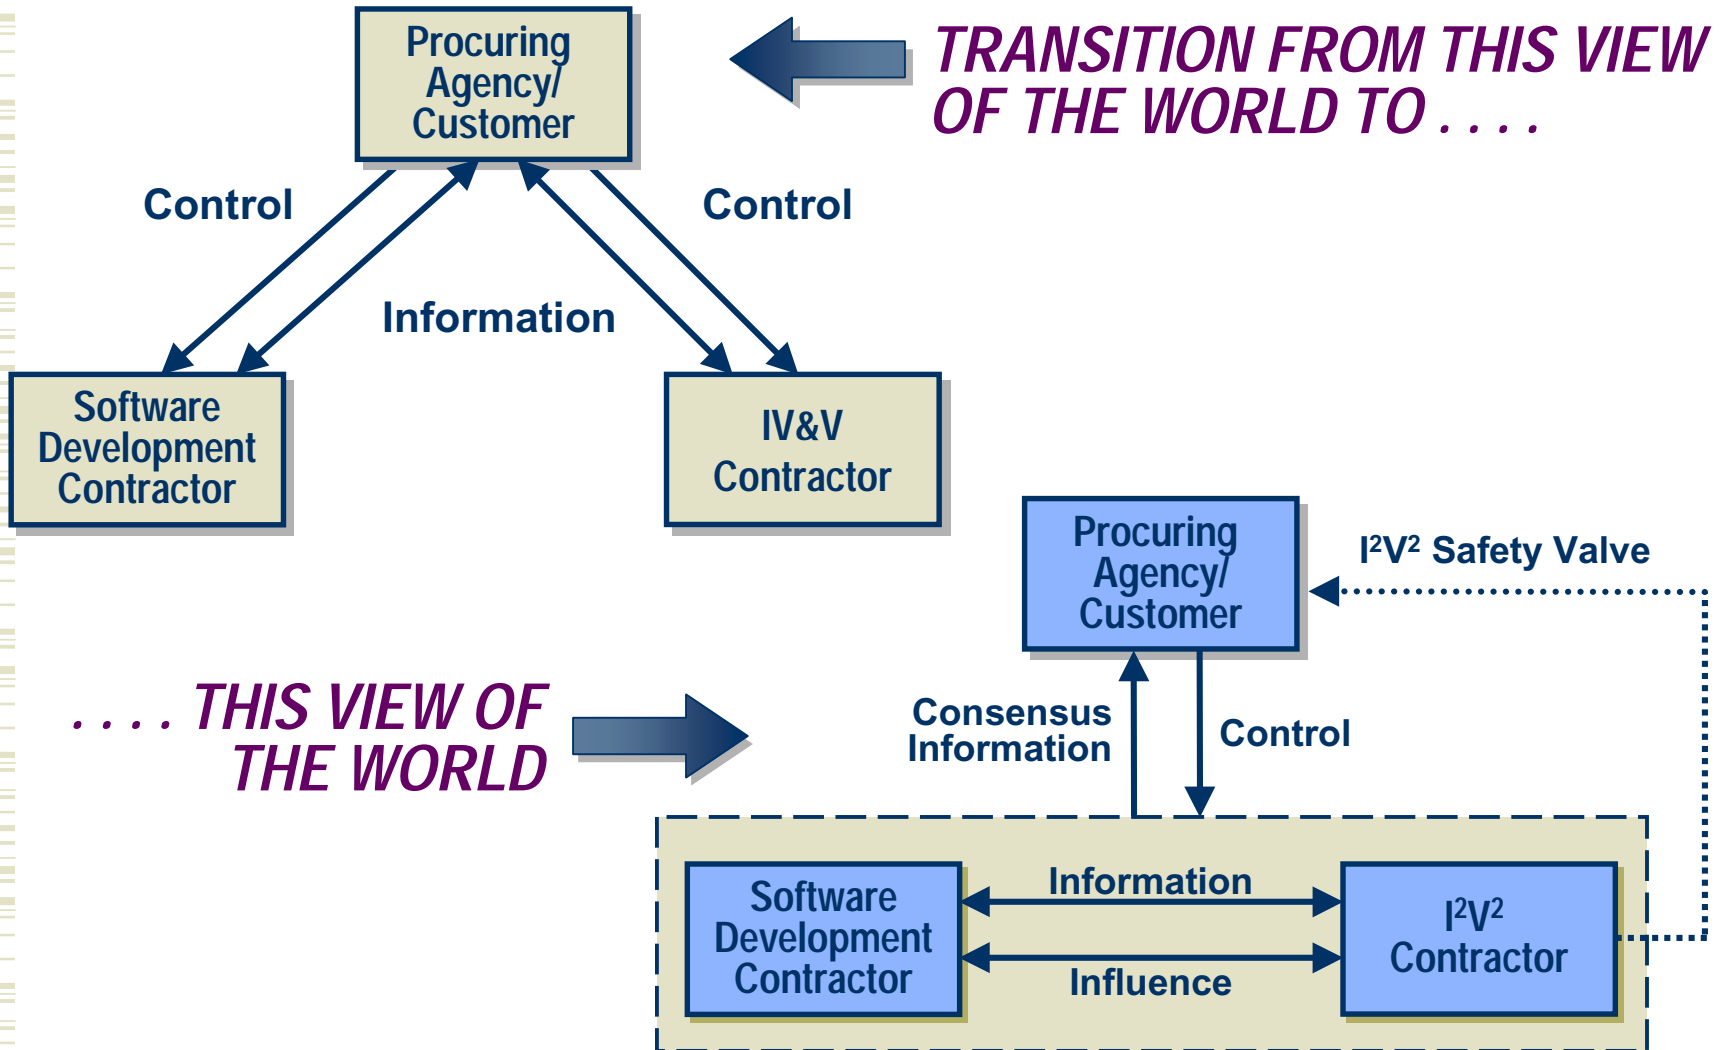 Procuring
Agency/
Customer
TRANSITION FROM THIS VIEW
OF THE WORLD TO . . . .
Control
Control
Information
Software
Development
Contractor
IV&V
Contractor
Procuring
Agency/
Customer
I²V² Safety Valve
. . . . THIS VIEW OF
THE WORLD
Consensus
Information
Control
Software
Development
Contractor
Information
Influence
I²V²
Contractor